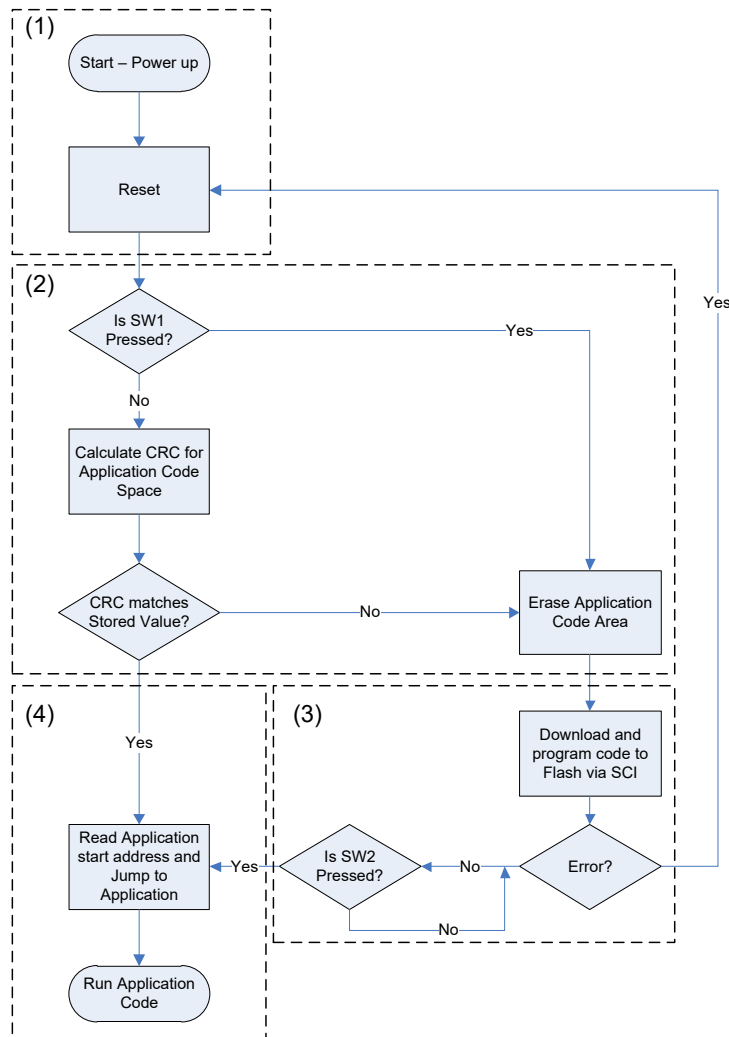 (1)
Start – Power up
Reset
(2)
Is SW1
Pressed?
Yes
Yes
No
Calculate CRC for
Application Code
Space
CRC matches
Stored Value?
No
Erase Application
Code Area
(4)
(3)
Yes
Download and
program code to
Flash via SCI
Read Application
start address and
Jump to
Application
Yes
Is SW2
Pressed?
No
Error?
No
Run Application
Code